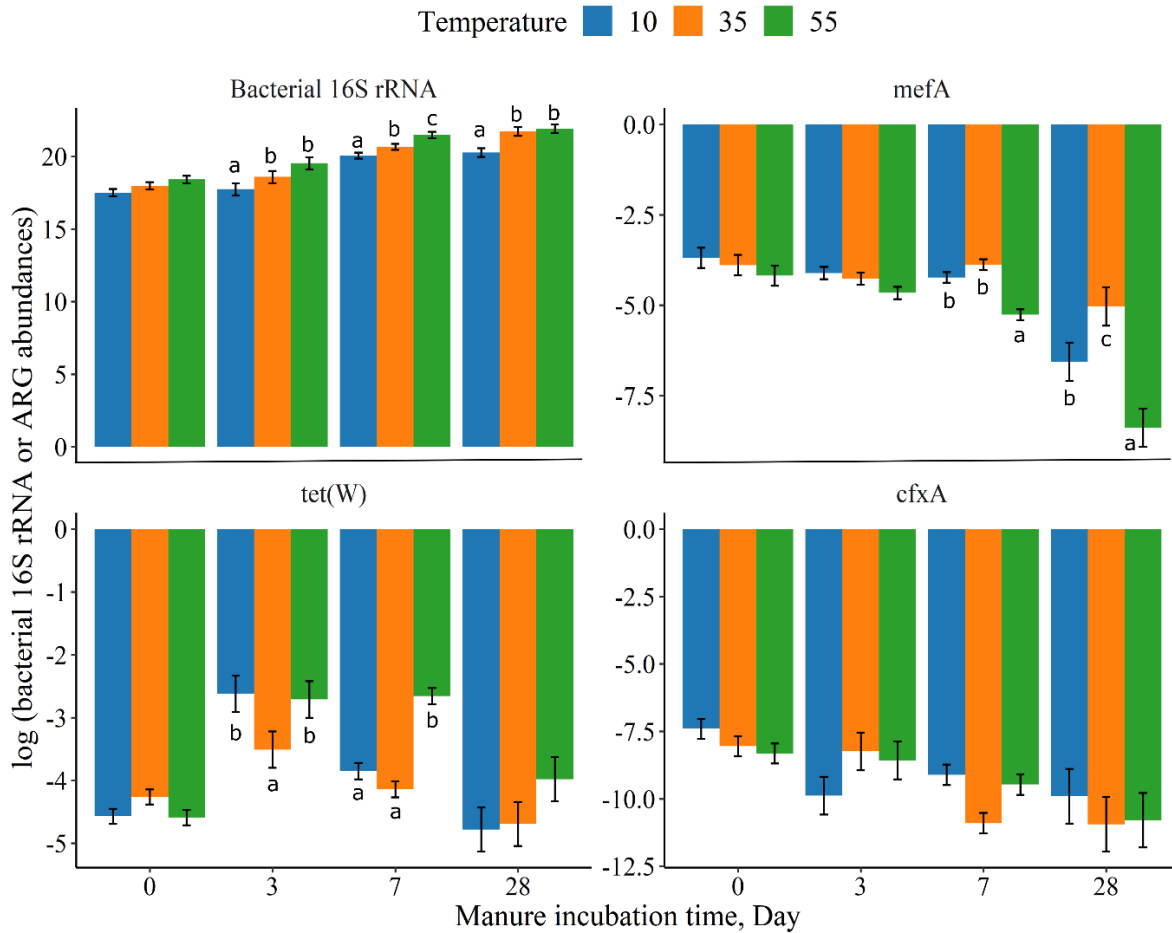 Temperature 10 35 55
Bacterial 16S rRNA
mefA
20
15
10
5
0
a b b
a b c
a b b
0.0
-2.5
-5.0
-7.5
b b a
b c a
log (bacterial 16S rRNA or ARG abundances)
tet(W)
cfxA
0
-1
-2
-3
-4
-5
b a b
a a b
0.0
-2.5
-5.0
-7.5
-10.0
-12.5
0 3 7 28
0 3 7 28
Manure incubation time, Day